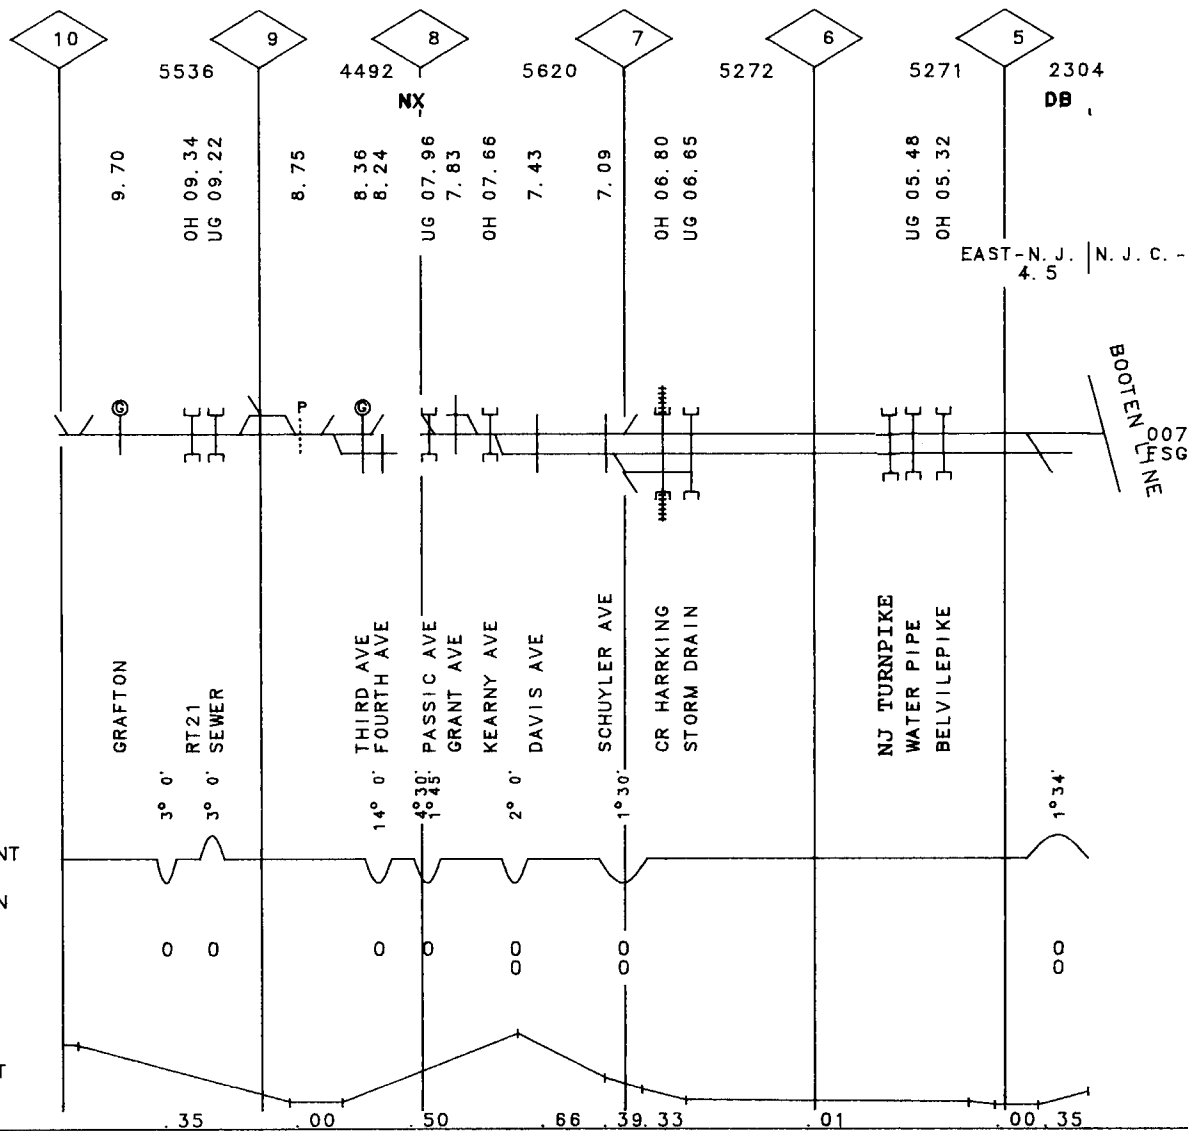 10 9 8 7 6 5
5536 4492 5620 5272 5271 2304
NX DB
9.70
OH 09.34
UG 09.22
8.75
8.36
8.24
UG 07.96
7.83
OH 07.66
7.43
7.09
OH 06.80
UG 06.65
UG 05.48
OH 05.32
EAST-N.J. | N.J.C.-
4.5
G P G
BOOTEN LINE
007
FSG
GRAFTON
RT21
SEWER
THIRD AVE
FOURTH AVE
PASSIC AVE
GRANT AVE
KEARNY AVE
DAVIS AVE
SCHUYLER AVE
CR HARRKING
STORM DRAIN
NJ TURNPIKE
WATER PIPE
BELVILEPIKE
3° 0'
3° 0'
14° 0'
4°30'
1°45'
2° 0'
1°30'
1°34'
NT
N
0 0 0 0 0 0 0
0 0 0
T
.35 .00 .50 .66 .39 .33 .01 .00 .35